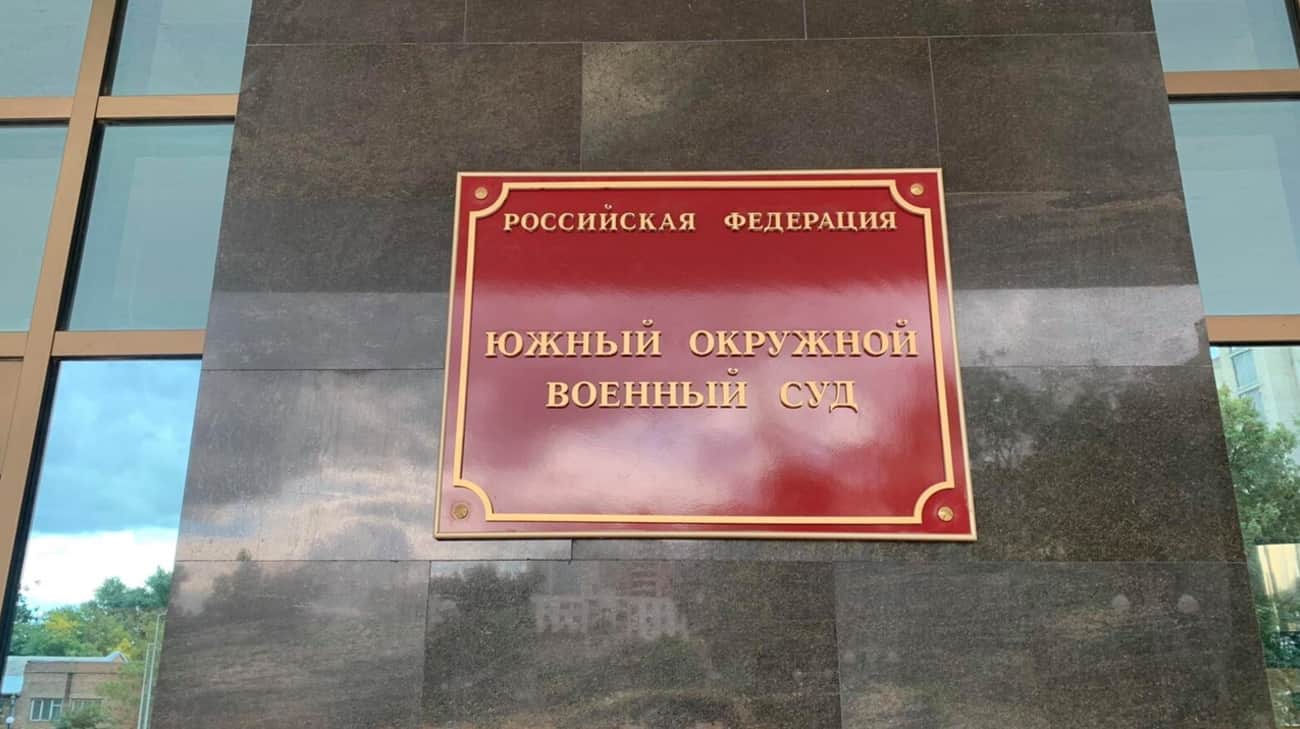 РОССИЙСКАЯ ФЕДЕРАЦИЯ
ЮЖНЫЙ ОКРУЖНОЙ
ВОЕННЫЙ СУД